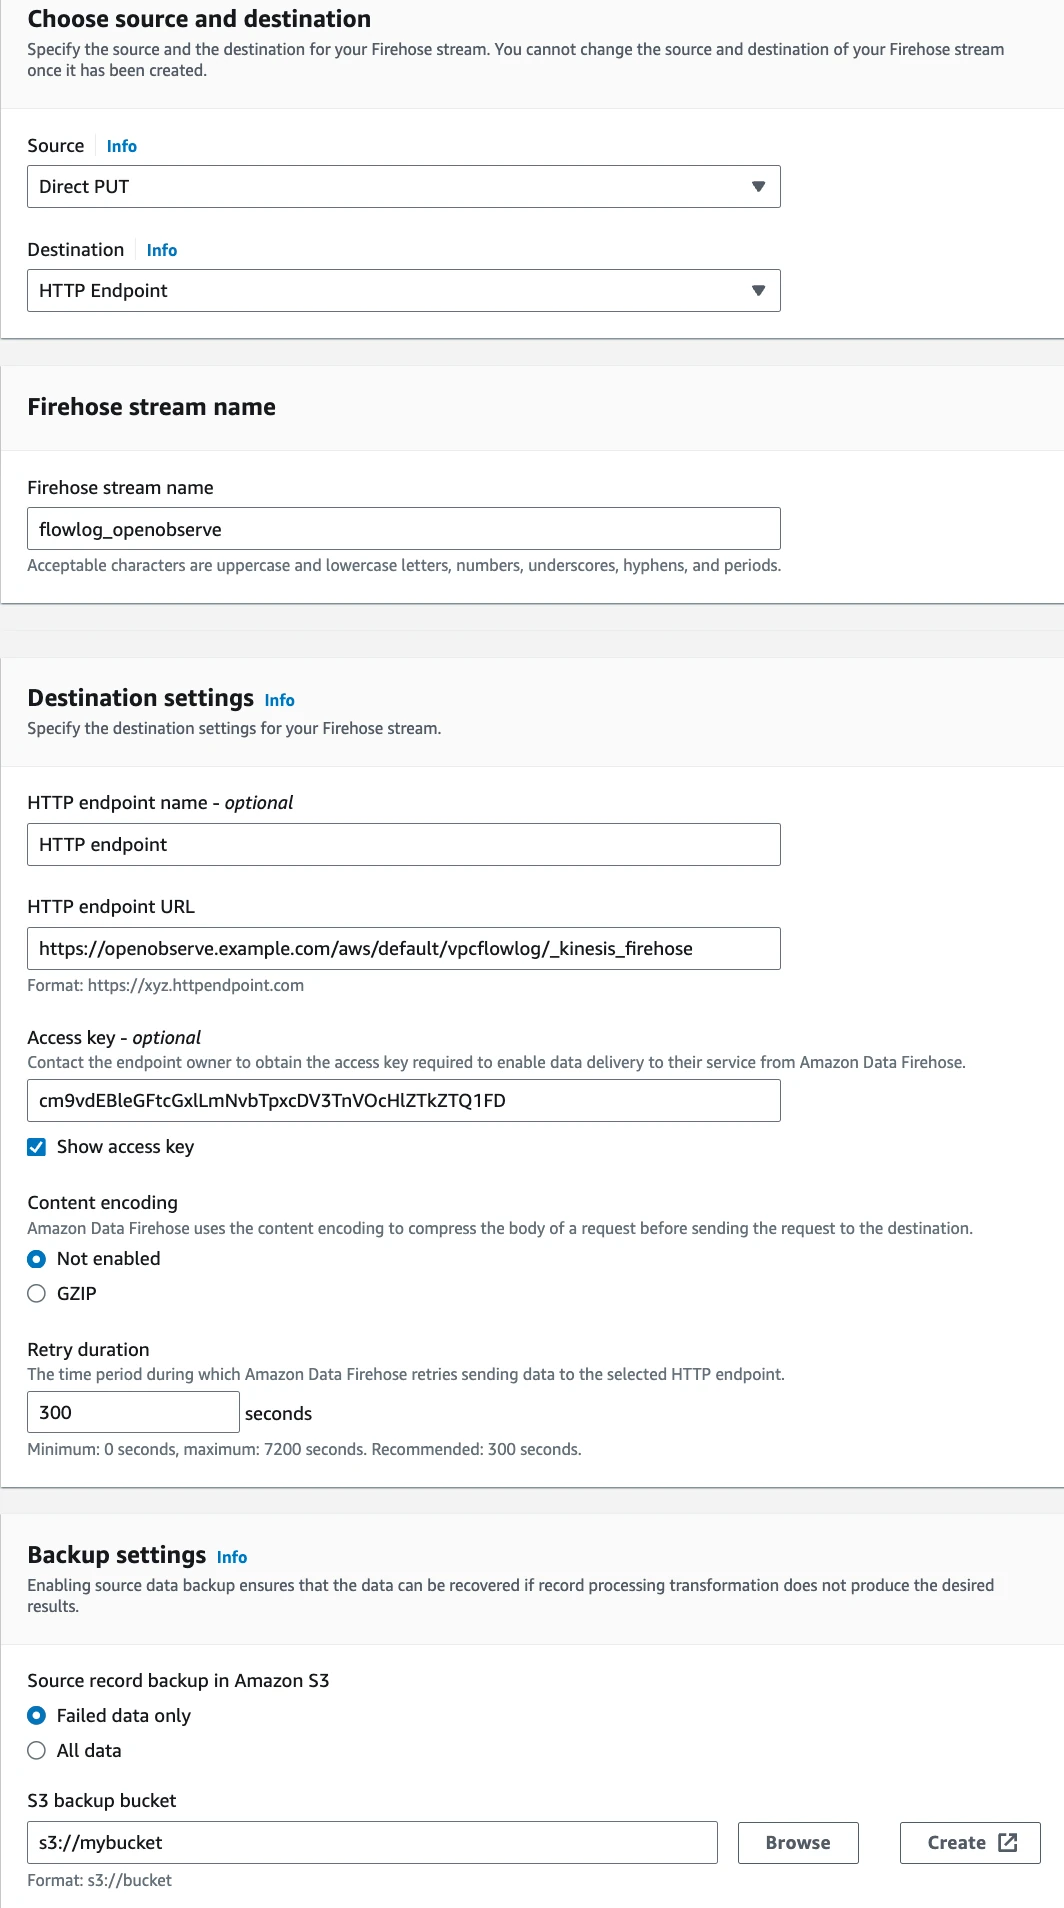 Choose source and destination
Specify the source and the destination for your Firehose stream. You cannot change the source and destination of your Firehose stream
once it has been created.
Source Info
Direct PUT
Destination Info
HTTP Endpoint
Firehose stream name
Firehose stream name
flowlog_openobserve
Acceptable characters are uppercase and lowercase letters, numbers, underscores, hyphens, and periods.
Destination settings Info
Specify the destination settings for your Firehose stream.
HTTP endpoint name - optional
HTTP endpoint
HTTP endpoint URL
https://openobserve.example.com/aws/default/vpcflowlog/_kinesis_firehose
Format: https://xyz.httpendpoint.com
Access key - optional
Contact the endpoint owner to obtain the access key required to enable data delivery to their service from Amazon Data Firehose.
cm9vdEBleGFtcGxlLmNvbTpxcDV3TnVOcHlZTkZTQ1FD
Show access key
Content encoding
Amazon Data Firehose uses the content encoding to compress the body of a request before sending the request to the destination.
Not enabled
GZIP
Retry duration
The time period during which Amazon Data Firehose retries sending data to the selected HTTP endpoint.
300 seconds
Minimum: 0 seconds, maximum: 7200 seconds. Recommended: 300 seconds.
Backup settings Info
Enabling source data backup ensures that the data can be recovered if record processing transformation does not produce the desired
results.
Source record backup in Amazon S3
Failed data only
All data
S3 backup bucket
s3://mybucket Browse Create
Format: s3://bucket